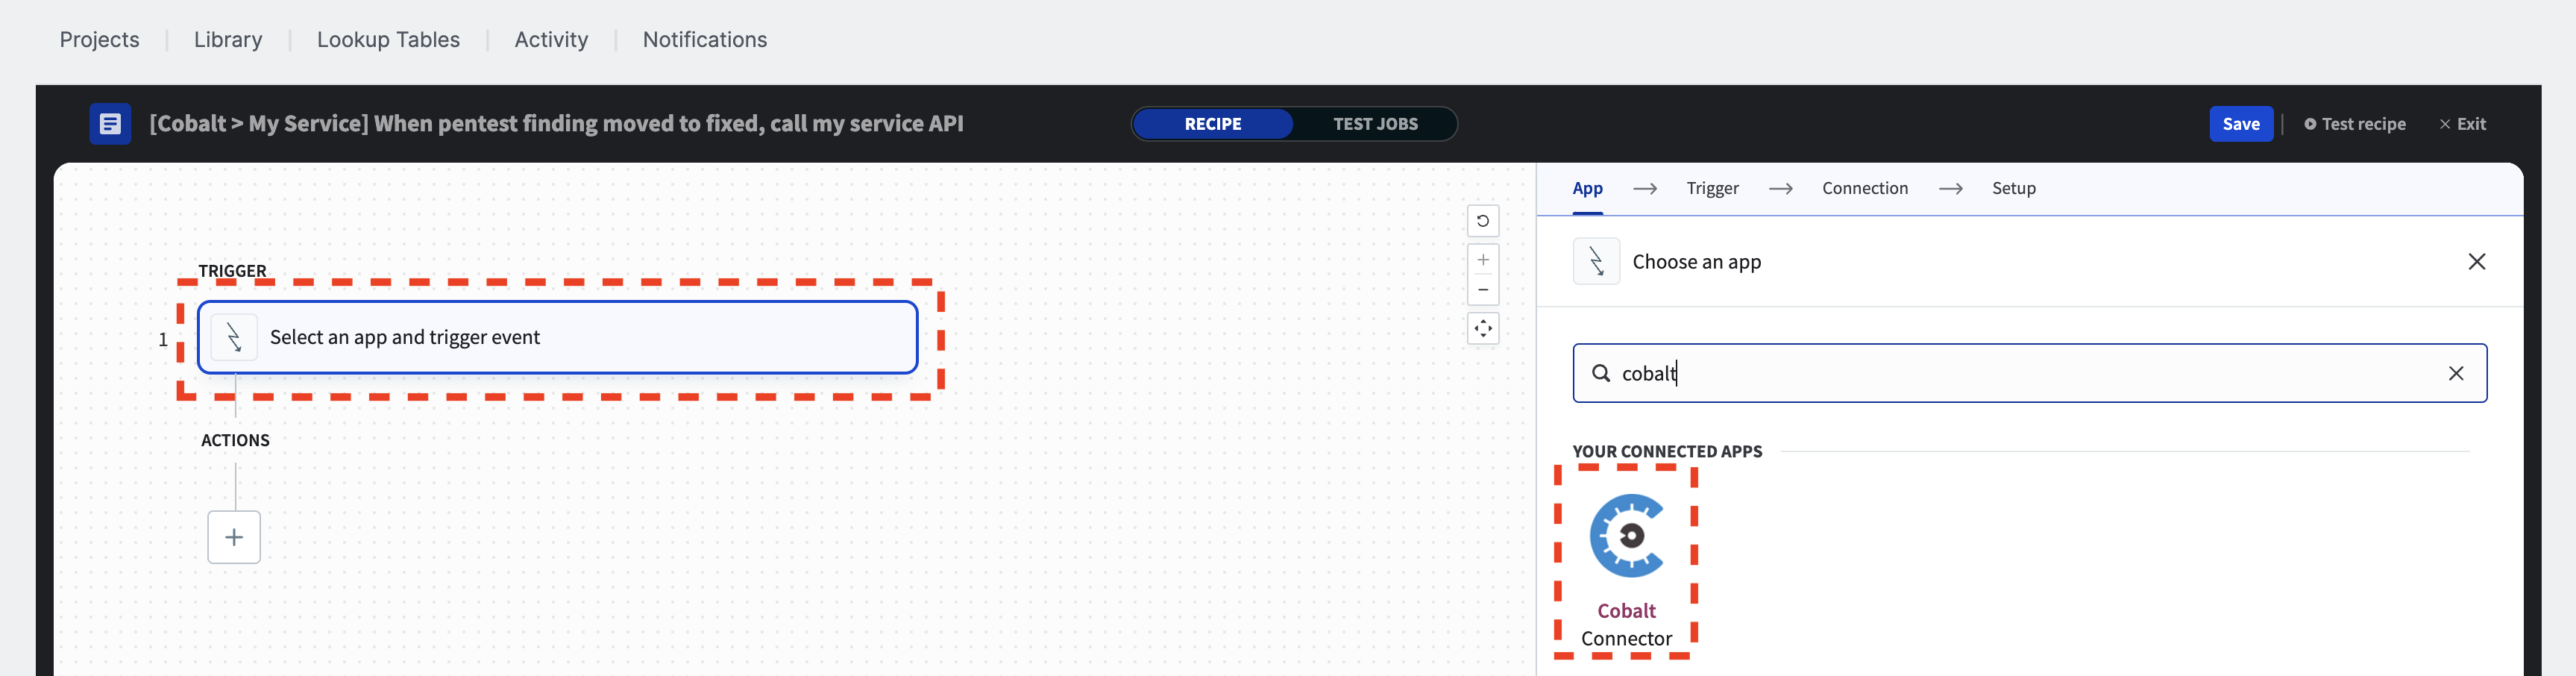 Projects | Library | Lookup Tables | Activity | Notifications
[Cobalt > My Service] When pentest finding moved to fixed, call my service API
RECIPE TEST JOBS
Save | Test recipe × Exit
App → Trigger → Connection → Setup
Choose an app
TRIGGER
1 Select an app and trigger event
cobalt
ACTIONS
YOUR CONNECTED APPS
Cobalt
Connector